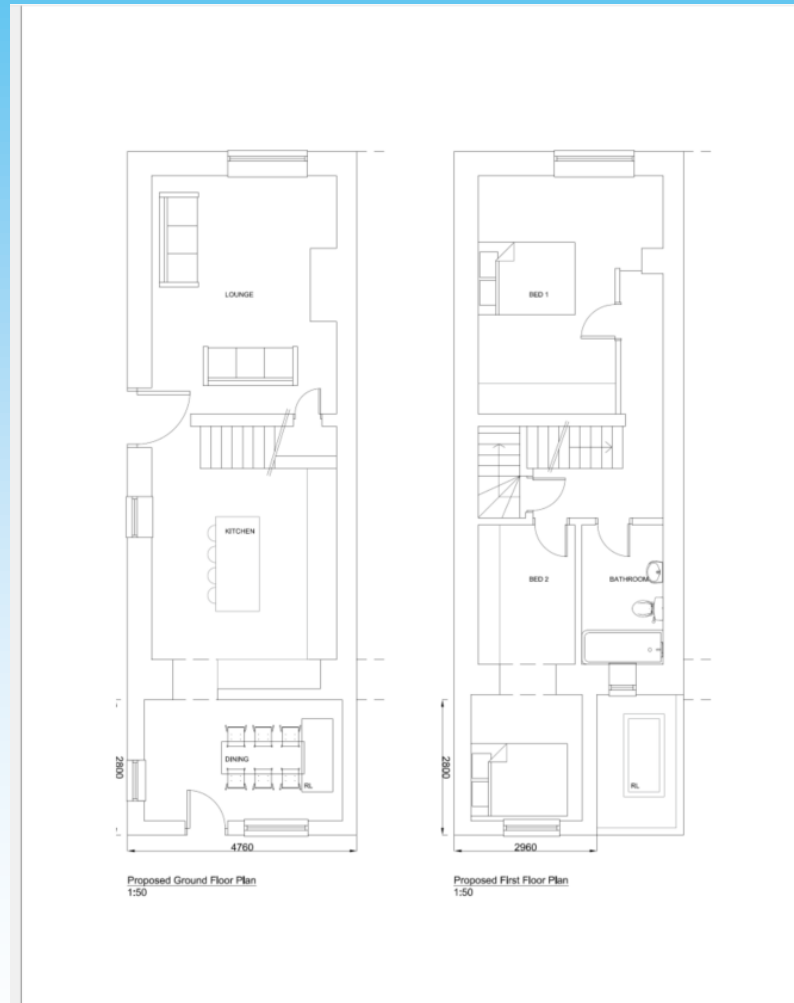 LOUNGE
KITCHEN
2800
DINING
RL
4760
Proposed Ground Floor Plan
1:50
BED 1
BED 2
BATHROOM
2800
RL
2960
Proposed First Floor Plan
1:50